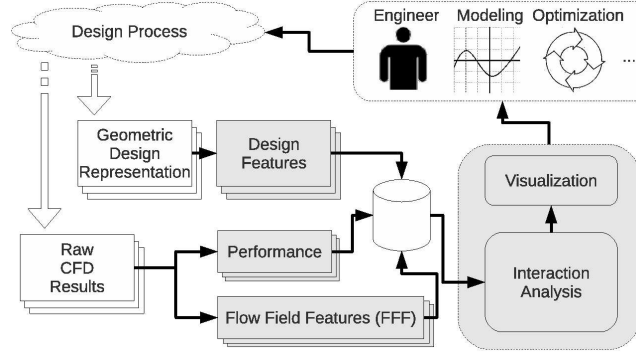 Engineer
Modeling
Optimization
...
Design Process
Geometric
Design
Representation
Design
Features
Visualization
Raw
CFD
Results
Performance
Interaction
Analysis
Flow Field Features (FFF)